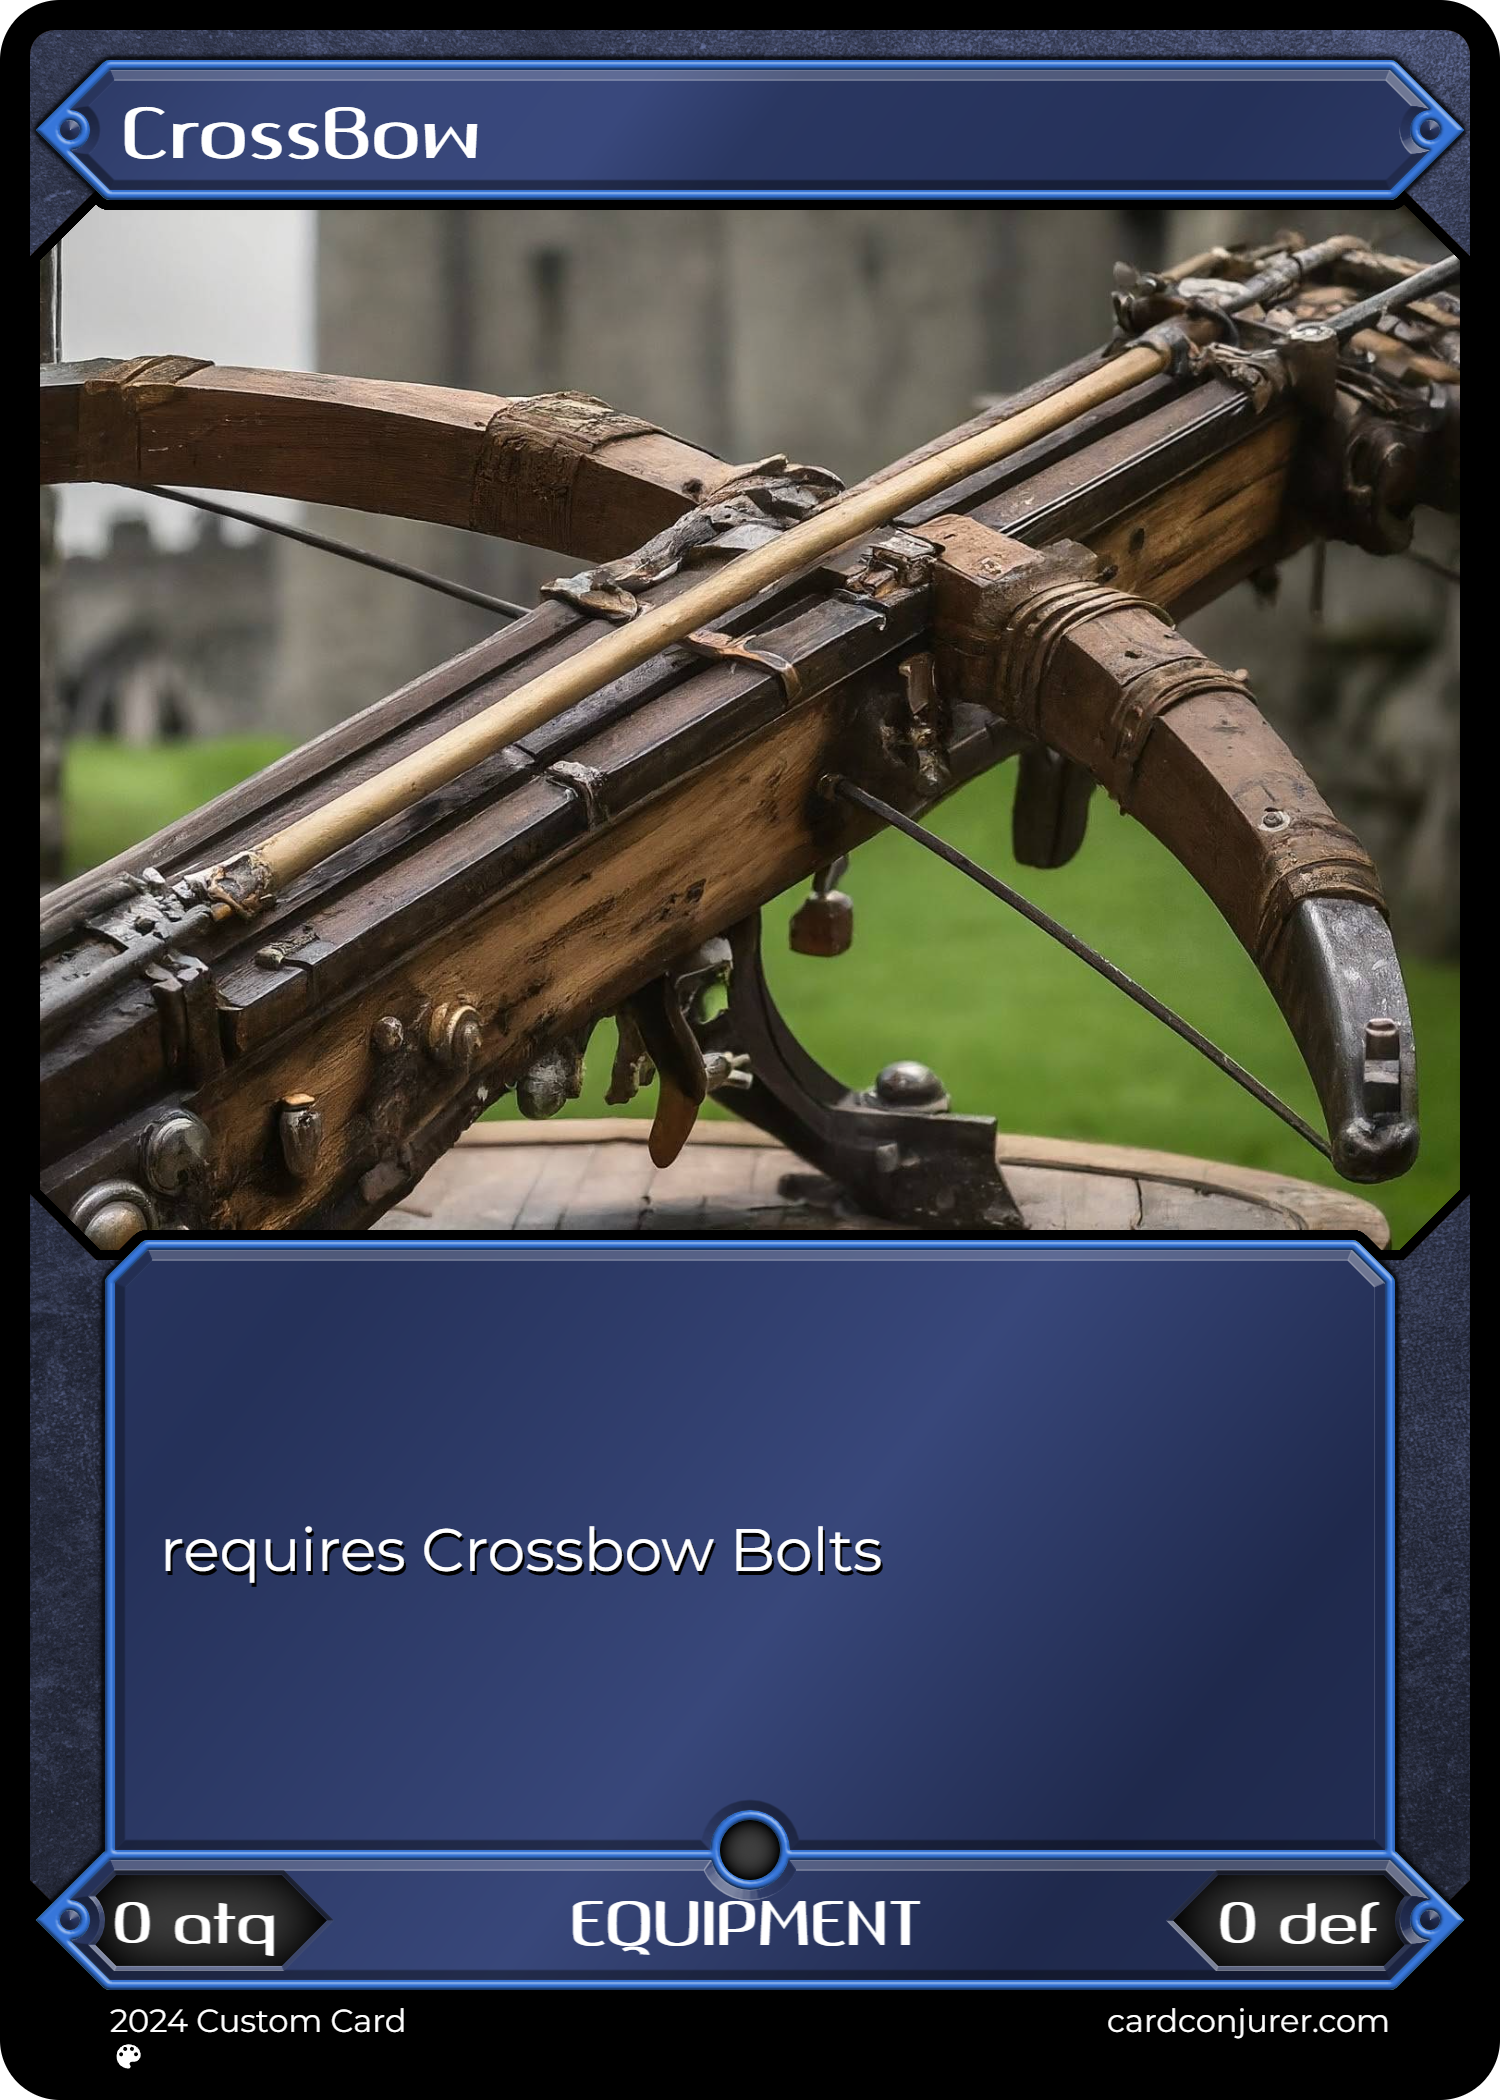 CrossBow
requires Crossbow Bolts
0 atq
EQUIPMENT
0 def
2024 Custom Card
cardconjurer.com